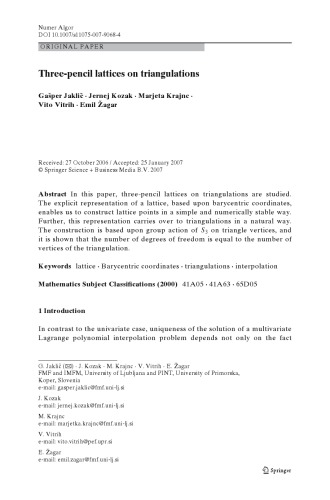 Numer Algor
DOI 10.1007/s11075-007-9068-4
ORIGINAL PAPER
Three-pencil lattices on triangulations
Gašper Jaklič · Jernej Kozak · Marjeta Krajnc ·
Vito Vitrih · Emil Žagar
Received: 27 October 2006 / Accepted: 25 January 2007
© Springer Science + Business Media B.V. 2007
Abstract In this paper, three-pencil lattices on triangulations are studied.
The explicit representation of a lattice, based upon barycentric coordinates,
enables us to construct lattice points in a simple and numerically stable way.
Further, this representation carries over to triangulations in a natural way.
The construction is based upon group action of S3 on triangle vertices, and
it is shown that the number of degrees of freedom is equal to the number of
vertices of the triangulation.
Keywords lattice · Barycentric coordinates · triangulations · interpolation
Mathematics Subject Classifications (2000) 41A05 · 41A63 · 65D05
1 Introduction
In contrast to the univariate case, uniqueness of the solution of a multivariate
Lagrange polynomial interpolation problem depends not only on the fact
G. Jaklič (✉) · J. Kozak · M. Krajnc · V. Vitrih · E. Žagar
FMF and IMFM, University of Ljubljana and PINT, University of Primorska,
Koper, Slovenia
e-mail: gasper.jaklic@fmf.uni-lj.si
J. Kozak
e-mail: jernej.kozak@fmf.uni-lj.si
M. Krajnc
e-mail: marjetka.krajnc@fmf.uni-lj.si
V. Vitrih
e-mail: vito.vitrih@pef.upr.si
E. Žagar
e-mail: emil.zagar@fmf.uni-lj.si
Springer